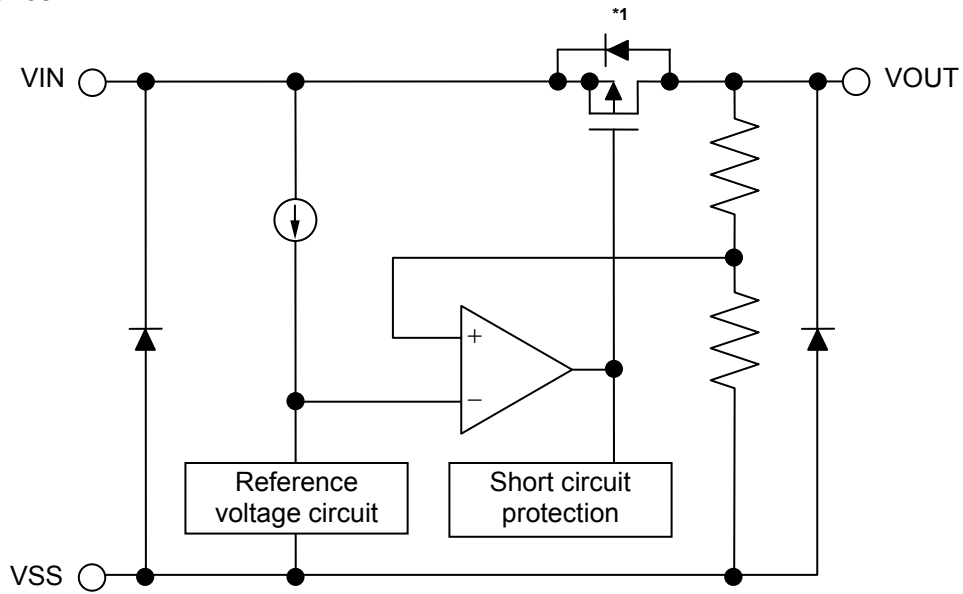 *1
VIN
VOUT
+
−
Reference
voltage circuit
Short circuit
protection
VSS